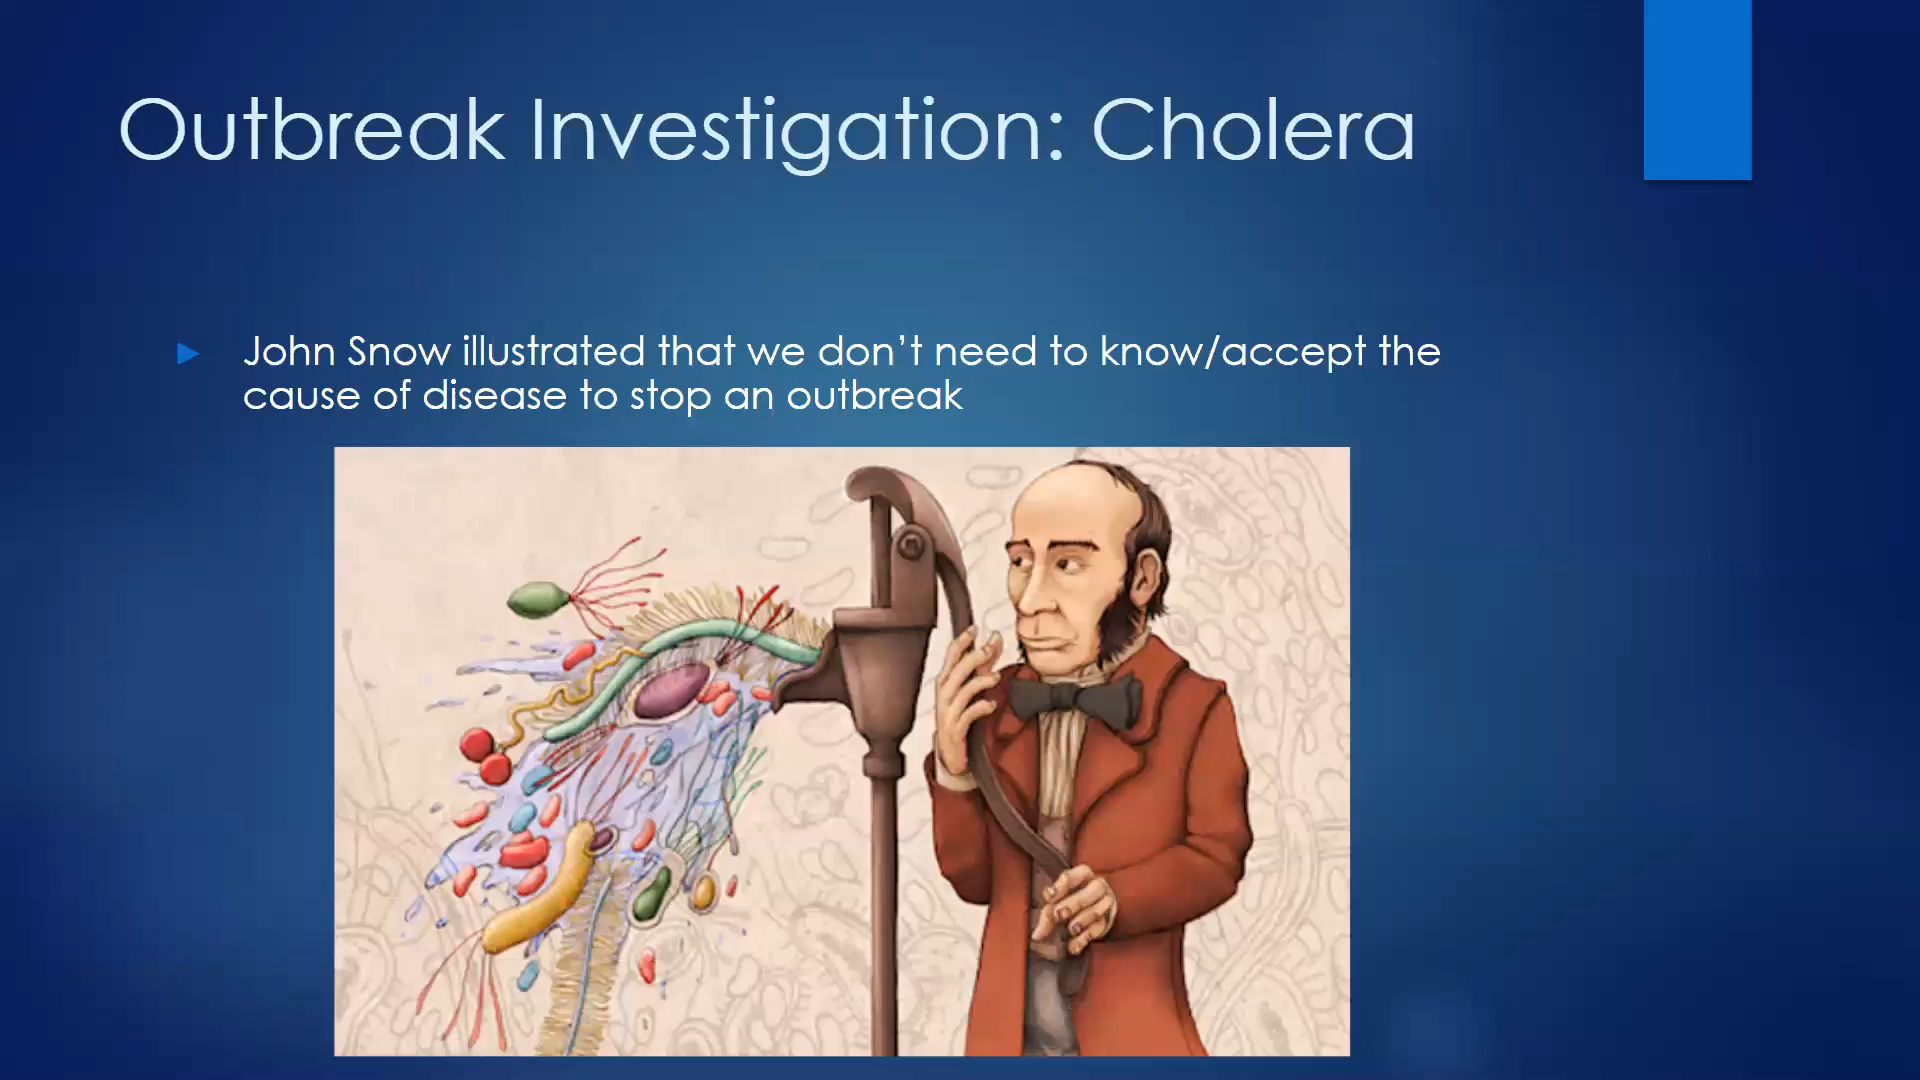 Outbreak Investigation: Cholera
John Snow illustrated that we don’t need to know/accept the
cause of disease to stop an outbreak